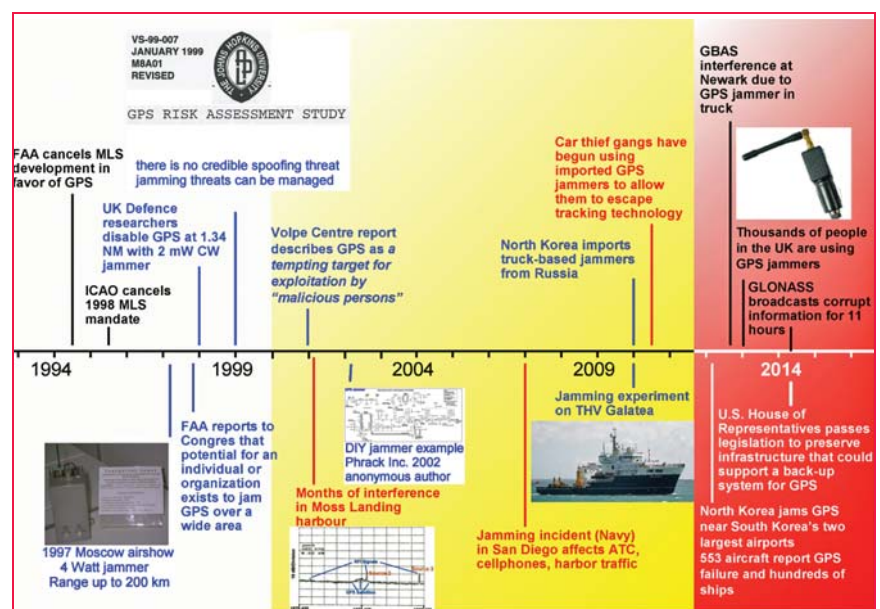 VS-99-007
JANUARY 1999
M8A01
REVISED
THE JOHNS HOPKINS UNIVERSITY
APL
GPS RISK ASSESSMENT STUDY
there is no credible spoofing threat
jamming threats can be managed
FAA cancels MLS
development in
favor of GPS
UK Defence
researchers
disable GPS at 1.34
NM with 2 mW CW
jammer
ICAO cancels
1998 MLS
mandate
Volpe Centre report
describes GPS as a
tempting target for
exploitation by
“malicious persons”
Car thief gangs have
begun using
imported GPS
jammers to allow
them to escape
tracking technology
North Korea imports
truck-based jammers
from Russia
GBAS
interference at
Newark due to
GPS jammer in
truck
Thousands of people
in the UK are using
GPS jammers
GLONASS
broadcasts corrupt
information for 11
hours
1994
1999
2004
2009
2014
1997 Moscow airshow
4 Watt jammer
Range up to 200 km
FAA reports to
Congres that
potential for an
individual or
organization
exists to jam
GPS over a
wide area
Months of interference
in Moss Landing
harbour
DIY jammer example
Phrack Inc. 2002
anonymous author
Jamming incident (Navy)
in San Diego affects ATC,
cellphones, harbor traffic
Jamming experiment
on THV Galatea
U.S. House of
Representatives passes
legislation to preserve
infrastructure that could
support a back-up
system for GPS
North Korea jams GPS
near South Korea's two
largest airports
553 aircraft report GPS
failure and hundreds of
ships